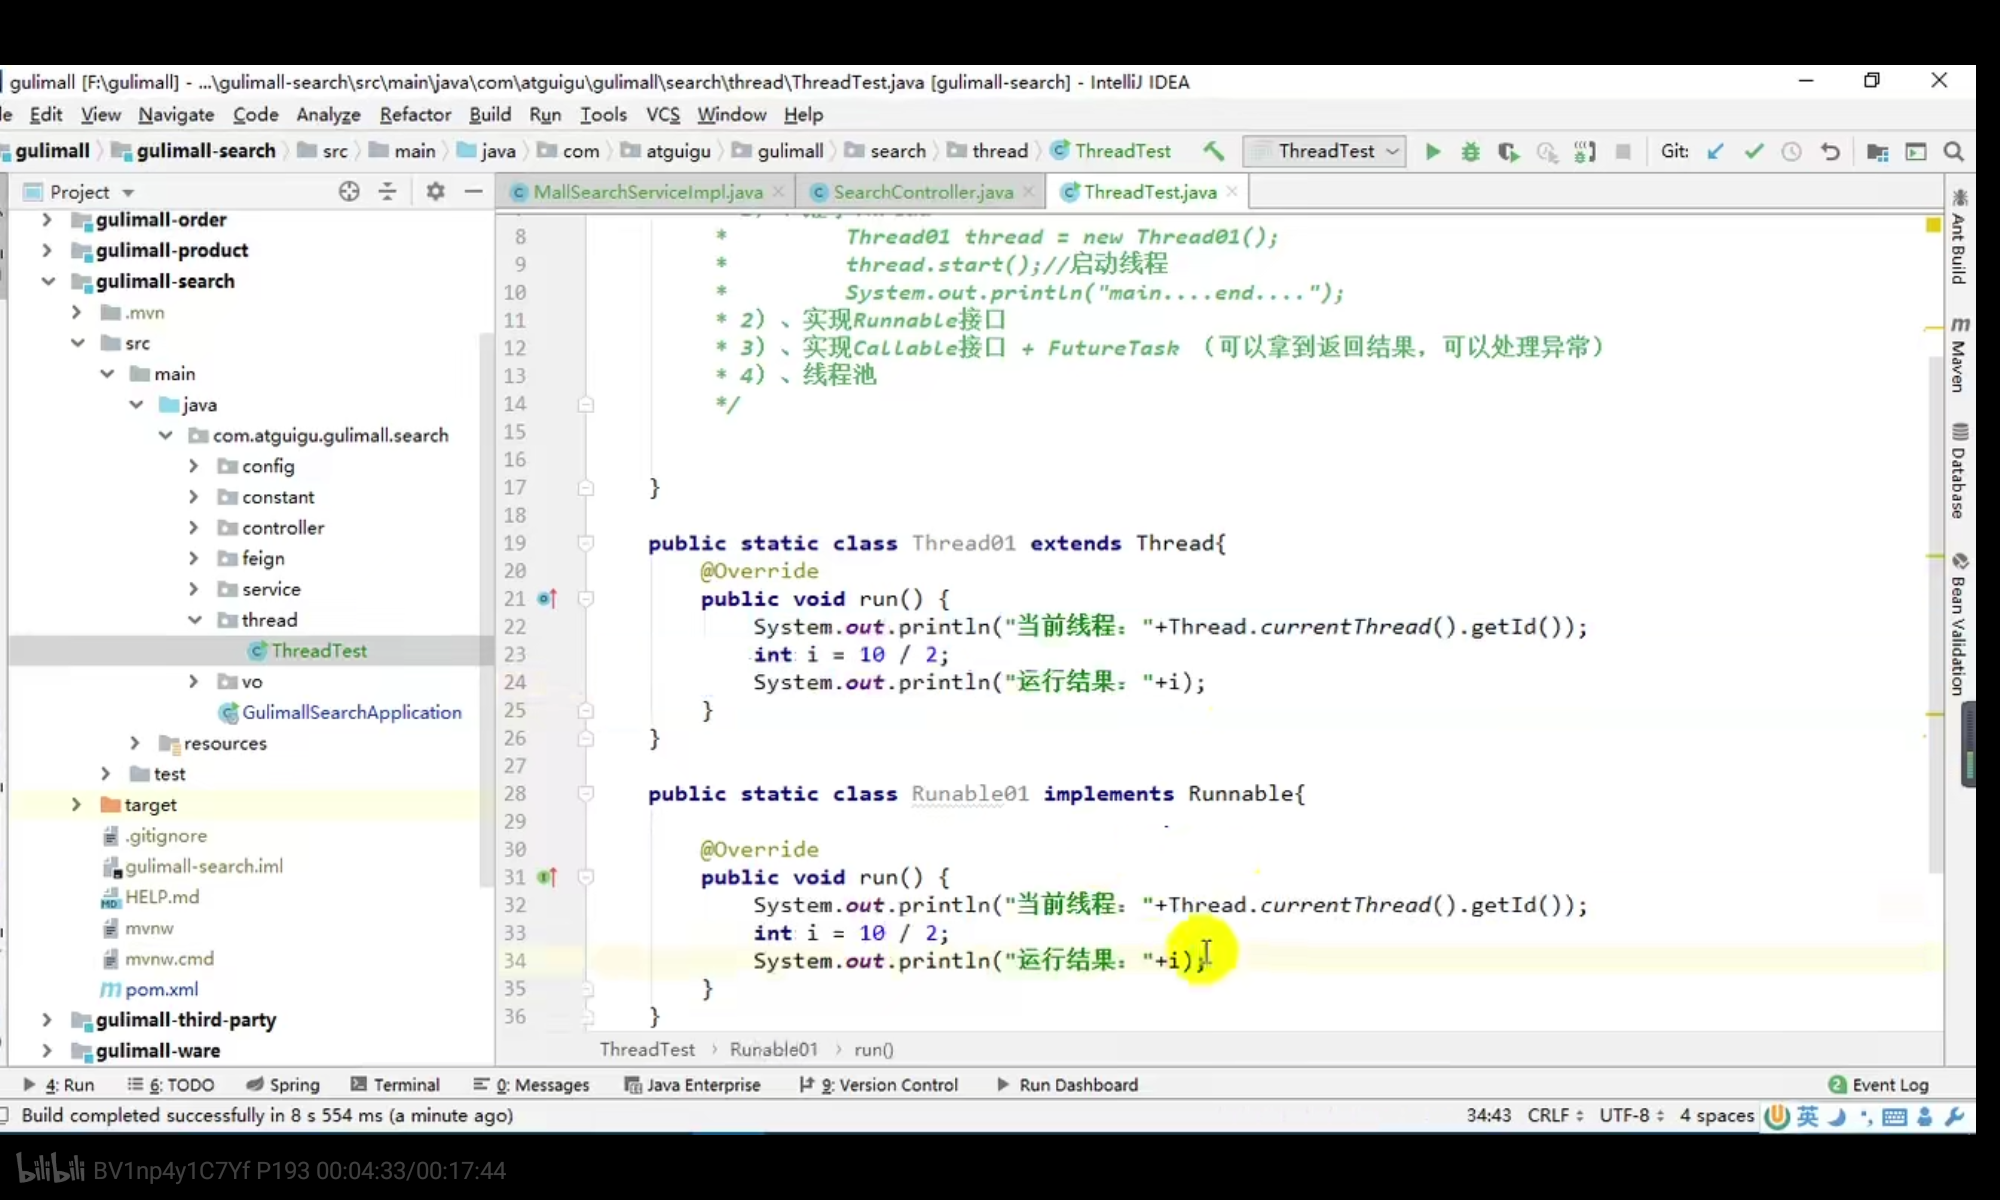 gulimall [F:\gulimall] - ...\gulimall-search\src\main\java\com\atguigu\gulimall\search\thread\ThreadTest.java [gulimall-search] - IntelliJ IDEA
Edit View Navigate Code Analyze Refactor Build Run Tools VCS Window Help
gulimall gulimall-search src main java com atguigu gulimall search thread ThreadTest ThreadTest Git:
Project
MallSearchServiceImpl.java SearchController.java ThreadTest.java
gulimall-order
gulimall-product
gulimall-search
.mvn
src
main
java
com.atguigu.gulimall.search
config
constant
controller
feign
service
thread
ThreadTest
vo
GulimallSearchApplication
resources
test
target
.gitignore
gulimall-search.iml
HELP.md
mvnw
mvnw.cmd
pom.xml
gulimall-third-party
gulimall-ware
8 * Thread01 thread = new Thread01();
9 * thread.start();//启动线程
10 * System.out.println("main....end....");
11 * 2）、实现Runnable接口
12 * 3）、实现Callable接口 + FutureTask （可以拿到返回结果，可以处理异常）
13 * 4）、线程池
14 */
15
16
17 }
18
19 public static class Thread01 extends Thread{
20 @Override
21 public void run() {
22 System.out.println("当前线程："+Thread.currentThread().getId());
23 int i = 10 / 2;
24 System.out.println("运行结果："+i);
25 }
26 }
27
28 public static class Runable01 implements Runnable{
29
30 @Override
31 public void run() {
32 System.out.println("当前线程："+Thread.currentThread().getId());
33 int i = 10 / 2;
34 System.out.println("运行结果："+i);
35 }
36 }
ThreadTest › Runable01 › run()
Ant Build
Maven
Database
Bean Validation
4: Run 6: TODO Spring Terminal 0: Messages Java Enterprise 9: Version Control Run Dashboard 2 Event Log
Build completed successfully in 8 s 554 ms (a minute ago) 34:43 CRLF UTF-8 4 spaces 英
bilibili BV1np4y1C7Yf P193 00:04:33/00:17:44